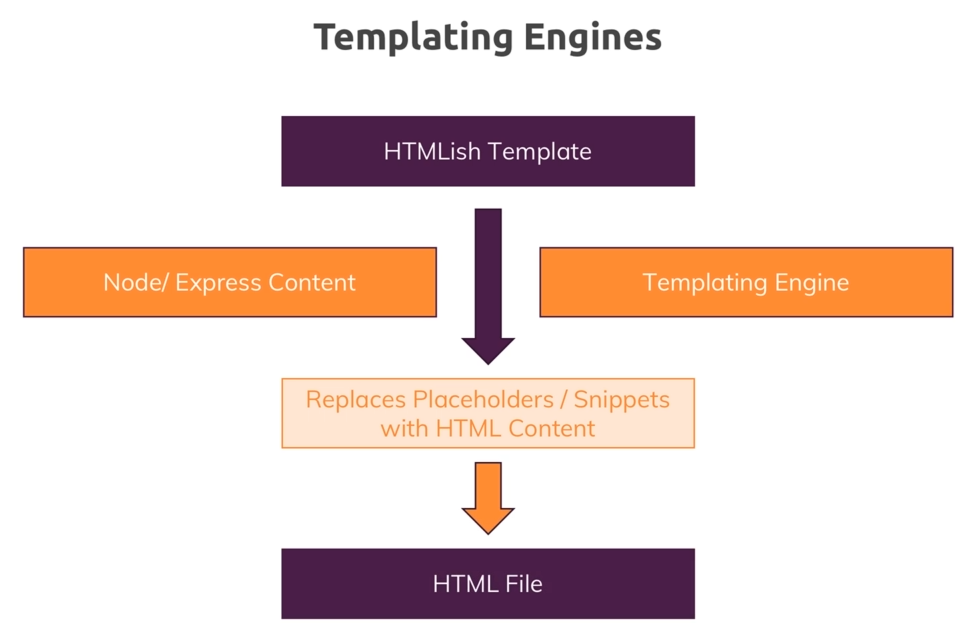 Templating Engines
HTMLish Template
Node/ Express Content
Templating Engine
Replaces Placeholders / Snippets
with HTML Content
HTML File